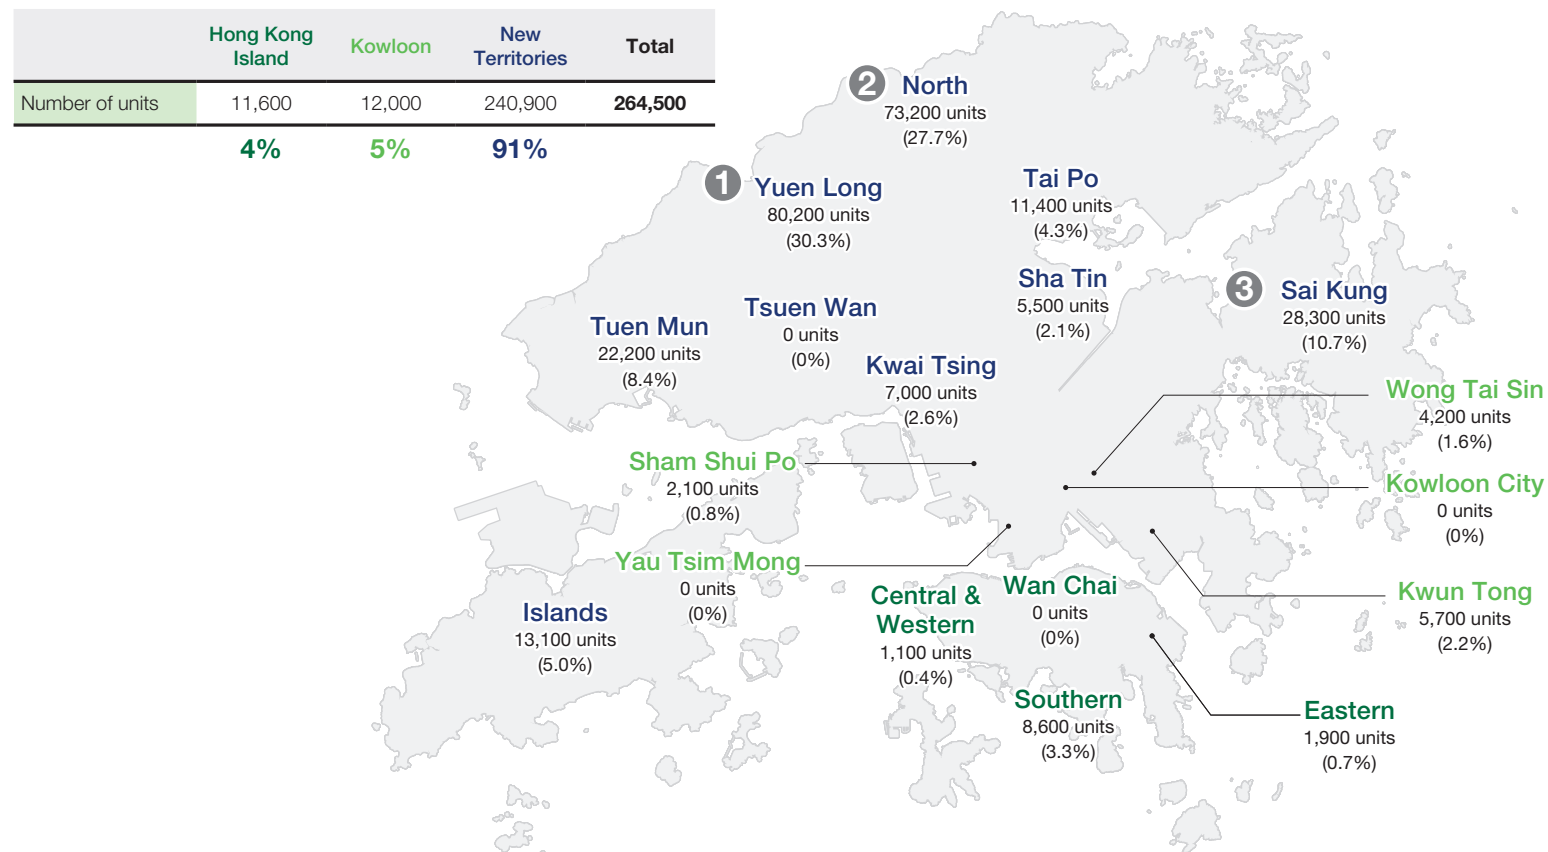 Hong Kong Island Kowloon New Territories Total
Number of units 11,600 12,000 240,900 264,500
4% 5% 91%
2 North
73,200 units
(27.7%)
1 Yuen Long
80,200 units
(30.3%)
Tai Po
11,400 units
(4.3%)
Sha Tin
5,500 units
(2.1%)
3 Sai Kung
28,300 units
(10.7%)
Tsuen Wan
0 units
(0%)
Tuen Mun
22,200 units
(8.4%)
Kwai Tsing
7,000 units
(2.6%)
Wong Tai Sin
4,200 units
(1.6%)
Sham Shui Po
2,100 units
(0.8%)
Kowloon City
0 units
(0%)
Yau Tsim Mong
0 units
(0%)
Kwun Tong
5,700 units
(2.2%)
Islands
13,100 units
(5.0%)
Central &
Western
1,100 units
(0.4%)
Wan Chai
0 units
(0%)
Southern
8,600 units
(3.3%)
Eastern
1,900 units
(0.7%)